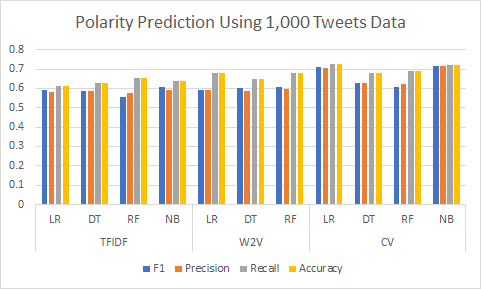 Polarity Prediction Using 1,000 Tweets Data
0.8
0.7
0.6
0.5
0.4
0.3
0.2
0.1
0
LR DT RF NB LR DT RF LR DT RF NB
TFIDF W2V CV
F1 Precision Recall Accuracy